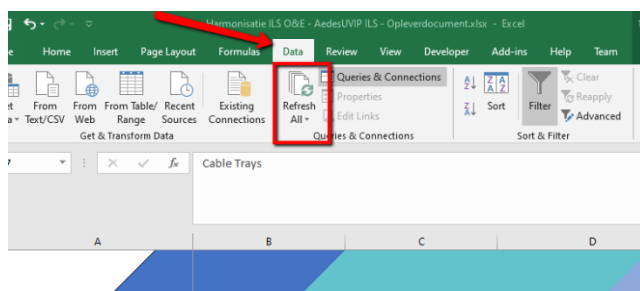 Harmonisatie ILS O&E - AedesUVIP ILS - Opleverdocument.xlsx - Excel
Home Insert Page Layout Formulas Data Review View Developer Add-ins Help Team
From Text/CSV
From Web
From Table/ Range
Recent Sources
Existing Connections
Refresh All
Queries & Connections
Properties
Edit Links
Sort
Filter
Clear
Reapply
Advanced
Get & Transform Data
Queries & Connections
Sort & Filter
fx Cable Trays
A B C D